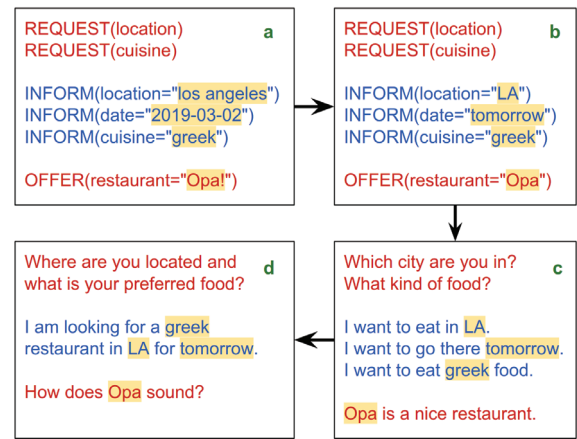 a
REQUEST(location)
REQUEST(cuisine)
INFORM(location="los angeles")
INFORM(date="2019-03-02")
INFORM(cuisine="greek")
OFFER(restaurant="Opa!")
b
REQUEST(location)
REQUEST(cuisine)
INFORM(location="LA")
INFORM(date="tomorrow")
INFORM(cuisine="greek")
OFFER(restaurant="Opa")
c
Which city are you in?
What kind of food?
I want to eat in LA.
I want to go there tomorrow.
I want to eat greek food.
Opa is a nice restaurant.
d
Where are you located and
what is your preferred food?
I am looking for a greek
restaurant in LA for tomorrow.
How does Opa sound?